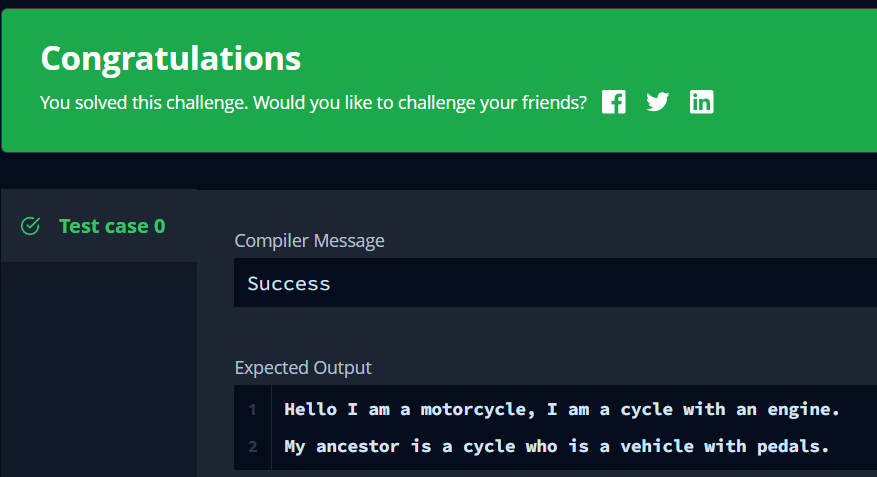 Congratulations
You solved this challenge. Would you like to challenge your friends?
Test case 0
Compiler Message
Success
Expected Output
1 Hello I am a motorcycle, I am a cycle with an engine.
2 My ancestor is a cycle who is a vehicle with pedals.